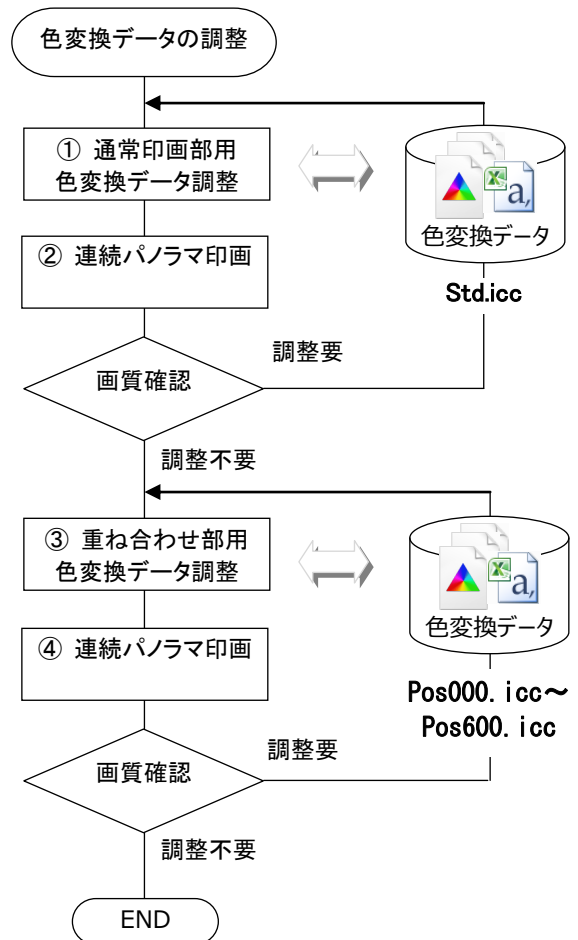 色変換データの調整
① 通常印画部用
色変換データ調整
a,
色変換データ
Std.icc
② 連続パノラマ印画
調整要
画質確認
調整不要
③ 重ね合わせ部用
色変換データ調整
a,
色変換データ
Pos000.icc～
Pos600.icc
④ 連続パノラマ印画
調整要
画質確認
調整不要
END